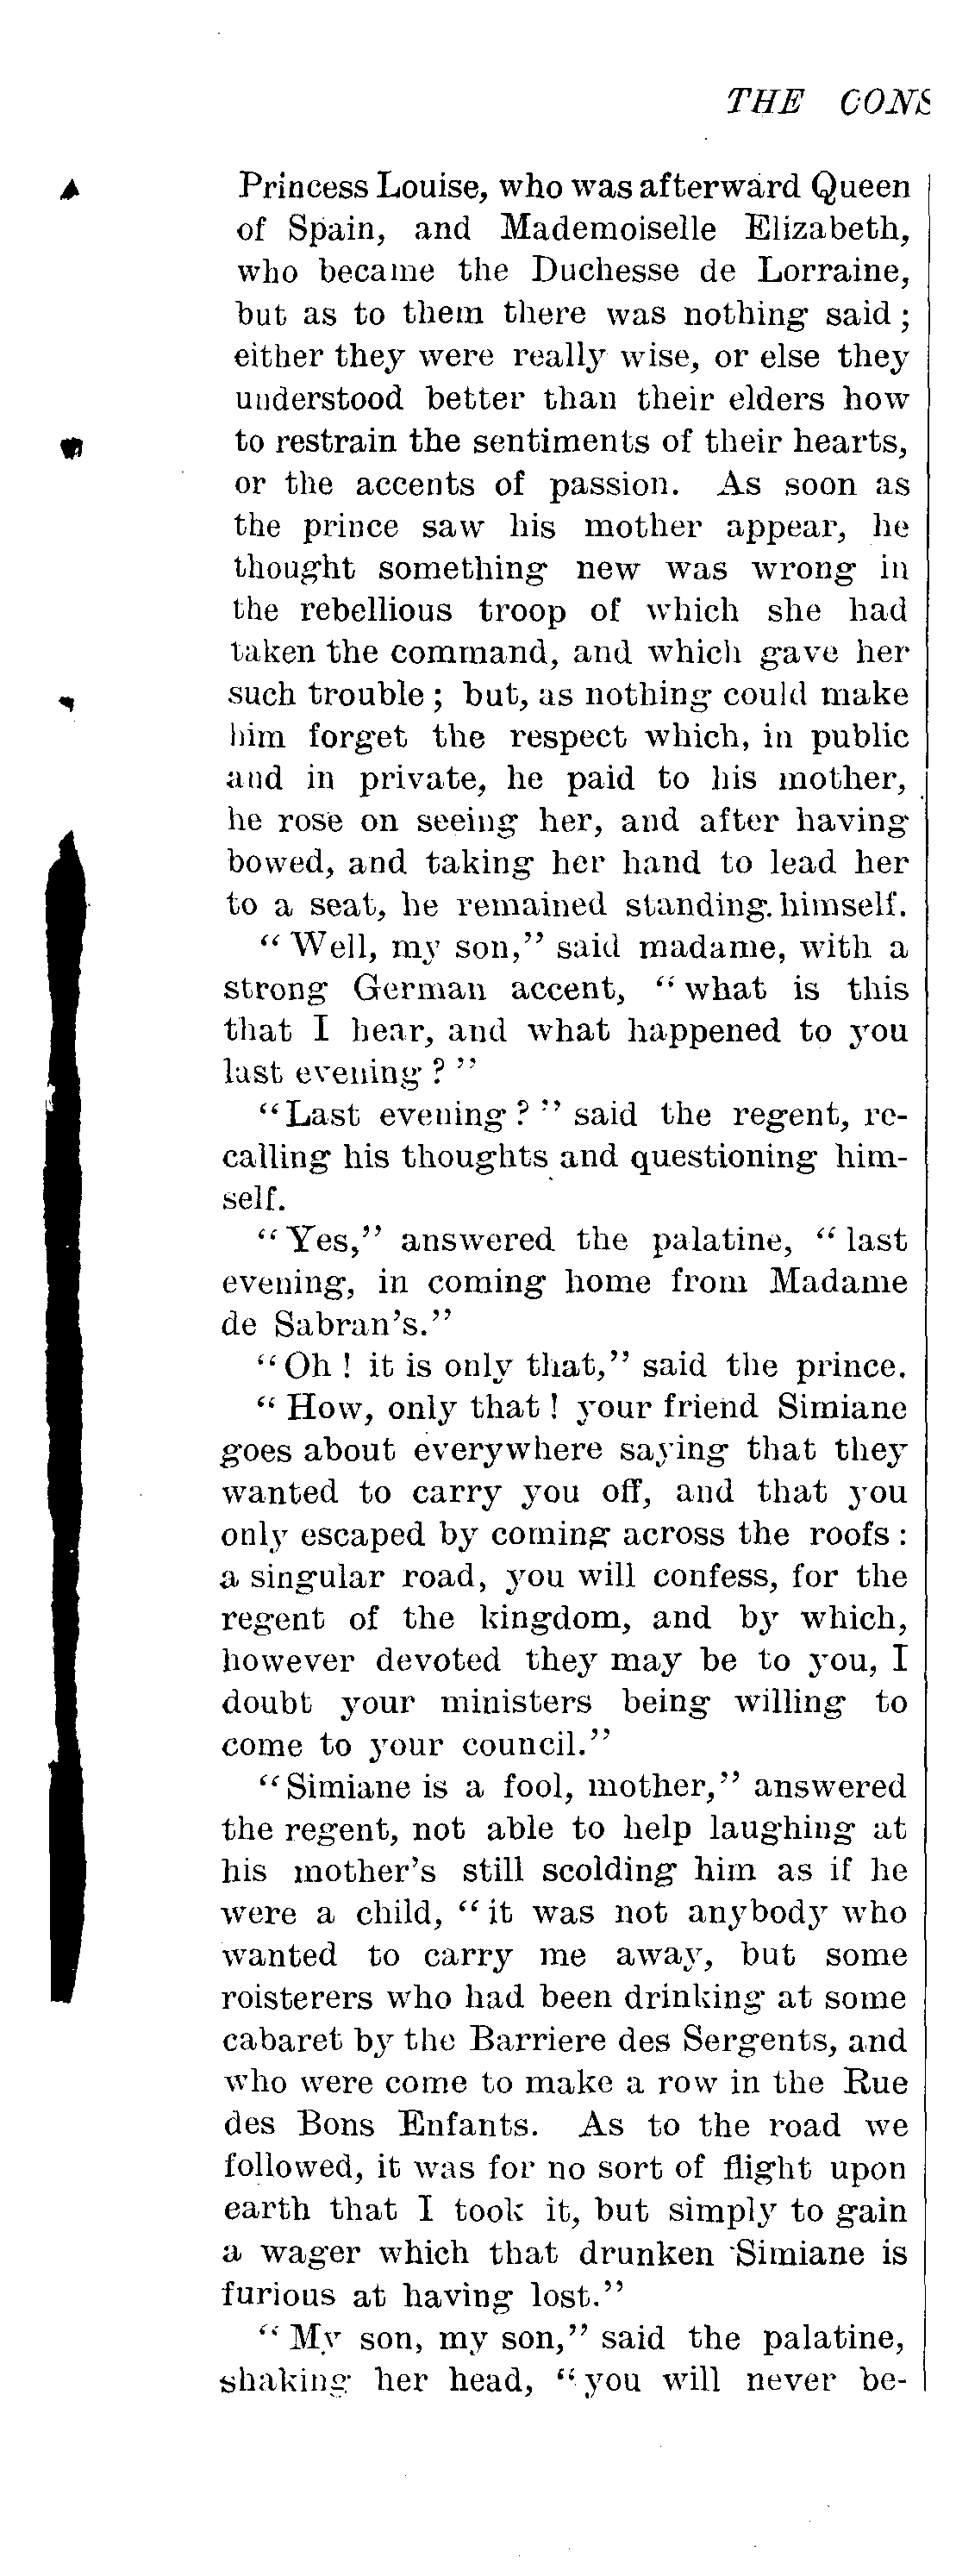 THE CONS
Princess Louise, who was afterward Queen
of Spain, and Mademoiselle Elizabeth,
who became the Duchesse de Lorraine,
but as to them there was nothing said ;
either they were really wise, or else they
understood better than their elders how
to restrain the sentiments of their hearts,
or the accents of passion. As soon as
the prince saw his mother appear, he
thought something new was wrong in
the rebellious troop of which she had
taken the command, and which gave her
such trouble ; but, as nothing could make
him forget the respect which, in public
and in private, he paid to his mother,
he rose on seeing her, and after having
bowed, and taking her hand to lead her
to a seat, he remained standing. himself.
“ Well, my son,” said madame, with a
strong German accent, “ what is this
that I hear, and what happened to you
last evening ? ”
“Last evening ? ” said the regent, re-
calling his thoughts and questioning him-
self.
“ Yes,” answered the palatine, “ last
evening, in coming home from Madame
de Sabran’s.”
“Oh ! it is only that,” said the prince.
“ How, only that ! your friend Simiane
goes about everywhere saying that they
wanted to carry you off, and that you
only escaped by coming across the roofs :
a singular road, you will confess, for the
regent of the kingdom, and by which,
however devoted they may be to you, I
doubt your ministers being willing to
come to your council.”
“Simiane is a fool, mother,” answered
the regent, not able to help laughing at
his mother’s still scolding him as if he
were a child, “ it was not anybody who
wanted to carry me away, but some
roisterers who had been drinking at some
cabaret by the Barriere des Sergents, and
who were come to make a row in the Rue
des Bons Enfants. As to the road we
followed, it was for no sort of flight upon
earth that I took it, but simply to gain
a wager which that drunken Simiane is
furious at having lost.”
“ My son, my son,” said the palatine,
shaking her head, “ you will never be-